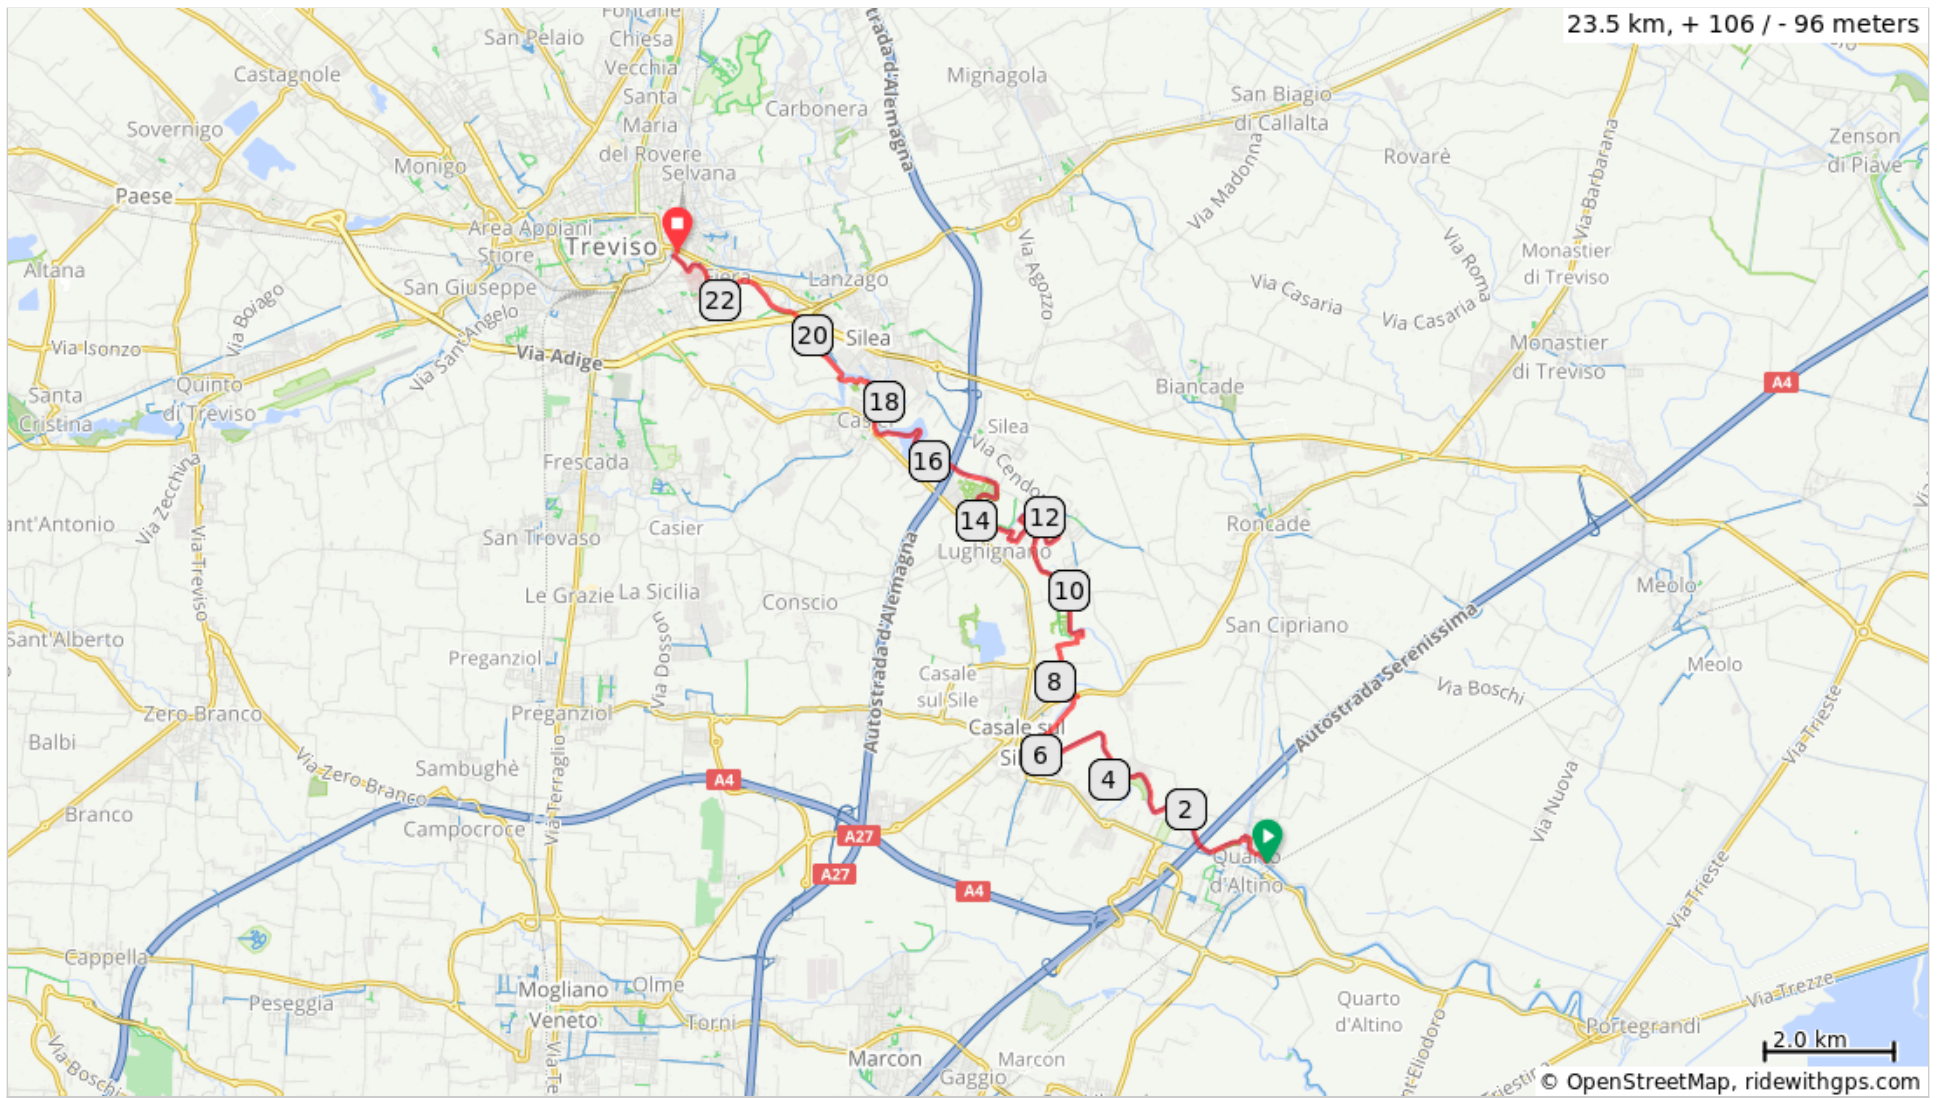 23.5 km, + 106 / - 96 meters
Fontane
Chiesa
Vecchia
San Pelaio
Castagnole
Mignagola
San Biagio
di Callalta
Carbonera
Santa
Maria
del Rovere
Selvana
Sovernigo
Monigo
Rovarè
Zenson
di Piave
Paese
Via Madonna
Via Barbarana
Area Appiani
Stiore
Treviso
Lanzago
Via Agozzo
Via Roma
Monastier
di Treviso
Altana
San Giuseppe
Via Boiago
Via Sant'Angelo
22
Via Casaria
Via Casaria
20
Silea
Via Isonzo
Via Adige
Monastier
di Treviso
Quinto
di Treviso
Santa
Cristina
A4
Biancade
18
Silea
Via Cendon
16
Frescada
Via Zecchina
ant'Antonio
Via Treviso
San Trovaso
Casier
14
12
Lughignano
Roncade
Autostrada d'Alemagna
10
Le Grazie
La Sicilia
Conscio
Meolo
San Cipriano
Sant'Alberto
Preganziol
Via Dosson
Casale
sul Sile
8
Meolo
Autostrada Serenissima
Via Boschi
Zero Branco
Preganziol
Autostrada d'Alemagna
Casale sul
6
Balbi
Via Zero Branco
Sambughè
A4
4
2
Via Trieste
Branco
Via Terraglio
Campocroce
A27
A27
A4
Quarto
d'Altino
Via Nuova
Via Trieste
Cappella
Peseggia
Mogliano
Veneto
Olme
Torni
Quarto
d'Altino
Via Trezze
Portegrandi
Via Boschi
Marcon
Marcon
Gaggio
2.0 km
© OpenStreetMap, ridewithgps.com